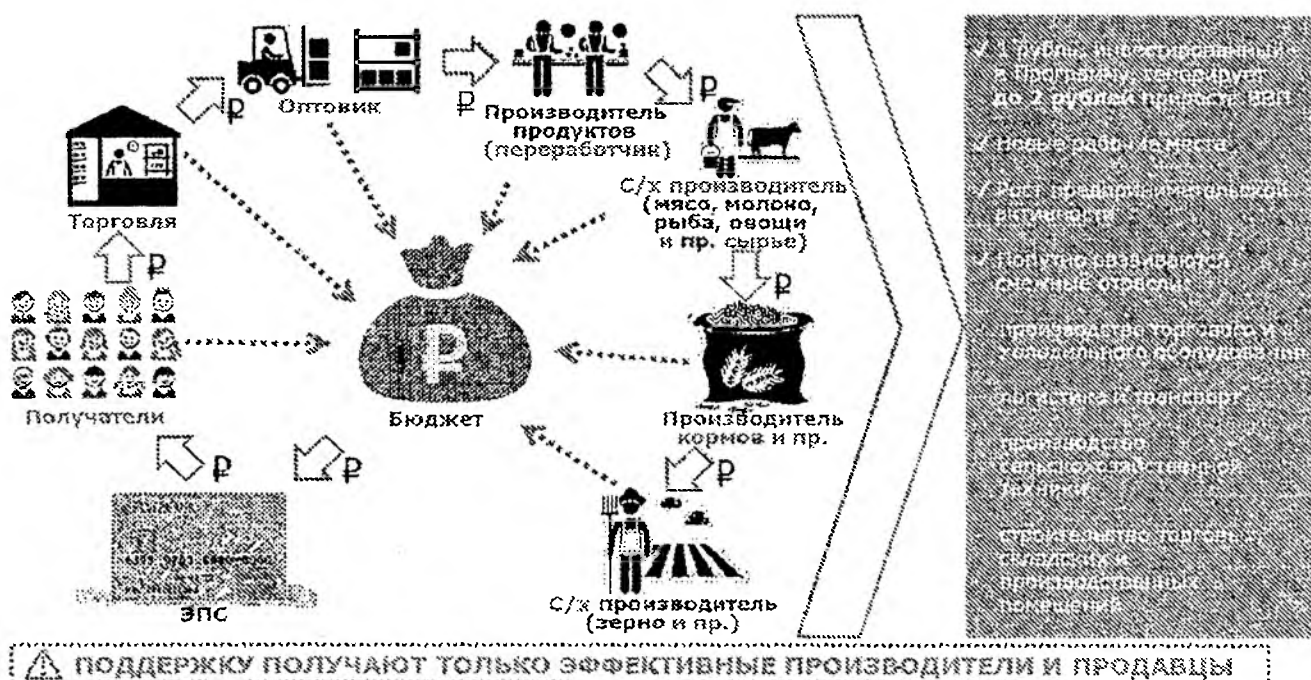 Оптовик
₽
₽
₽
Производитель
продуктов
(переработчик)
Торговля
₽
С/х производитель
(мясо, молоко,
рыба, овощи
и пр. сырье)
₽
₽
Получатели
Бюджет
Производитель
кормов и пр.
₽
₽
₽
ЭПС
С/х производитель
(зерно и пр.)
✓ 1 рубль, инвестированный
в Программу, генерирует
до 2 рублей прироста ВВП
✓ Новые рабочие места
✓ Рост предпринимательской
активности
✓ Попутно развиваются
смежные отрасли:
производство торгового и
холодильного оборудования
логистика и транспорт
производство
сельскохозяйственной
техники
строительство торговых,
складских,
производственных
помещений
ПОДДЕРЖКУ ПОЛУЧАЮТ ТОЛЬКО ЭФФЕКТИВНЫЕ ПРОИЗВОДИТЕЛИ И ПРОДАВЦЫ